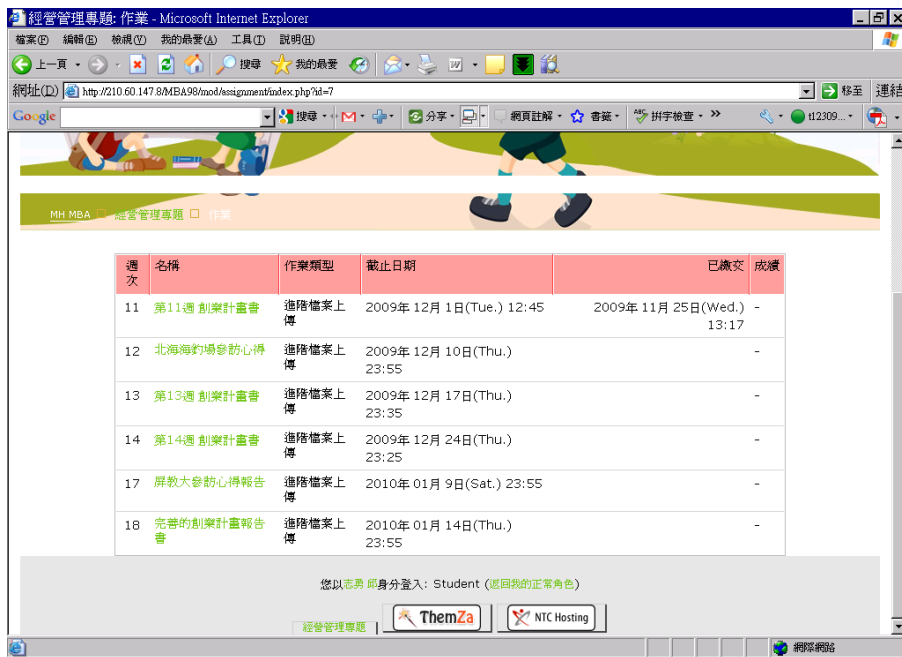 經營管理專題: 作業 - Microsoft Internet Explorer
檔案(F) 編輯(E) 檢視(V) 我的最愛(A) 工具(T) 說明(H)
上一頁 搜尋 我的最愛
網址(D) http://210.60.147.8/MBA98/mod/assignment/index.php?id=7 移至 連結
Google 搜尋 分享 網頁註解 書籤 ABC 拼字檢查 » t12309...
MH MBA 經營管理專題 作業
週次 名稱 作業類型 截止日期 已繳交 成績
11 第11週 創業計畫書 進階檔案上傳 2009年 12月 1日(Tue.) 12:45 2009年 11月 25日(Wed.) 13:17 -
12 北海海釣場參訪心得 進階檔案上傳 2009年 12月 10日(Thu.) 23:55 -
13 第13週 創業計畫書 進階檔案上傳 2009年 12月 17日(Thu.) 23:35 -
14 第14週 創業計畫書 進階檔案上傳 2009年 12月 24日(Thu.) 23:25 -
17 屏教大參訪心得報告 進階檔案上傳 2010年 01月 9日(Sat.) 23:55 -
18 完善的創業計畫報告書 進階檔案上傳 2010年 01月 14日(Thu.) 23:55 -
您以志勇 邱身分登入: Student (返回我的正常角色)
經營管理專題 ThemZa NTC Hosting
網際網路